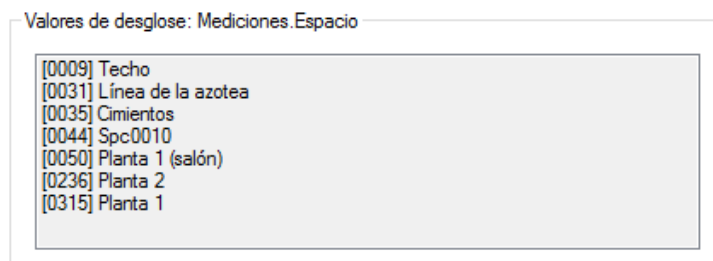 Valores de desglose: Mediciones.Espacio
[0009] Techo
[0031] Línea de la azotea
[0035] Cimientos
[0044] Spc0010
[0050] Planta 1 (salón)
[0236] Planta 2
[0315] Planta 1